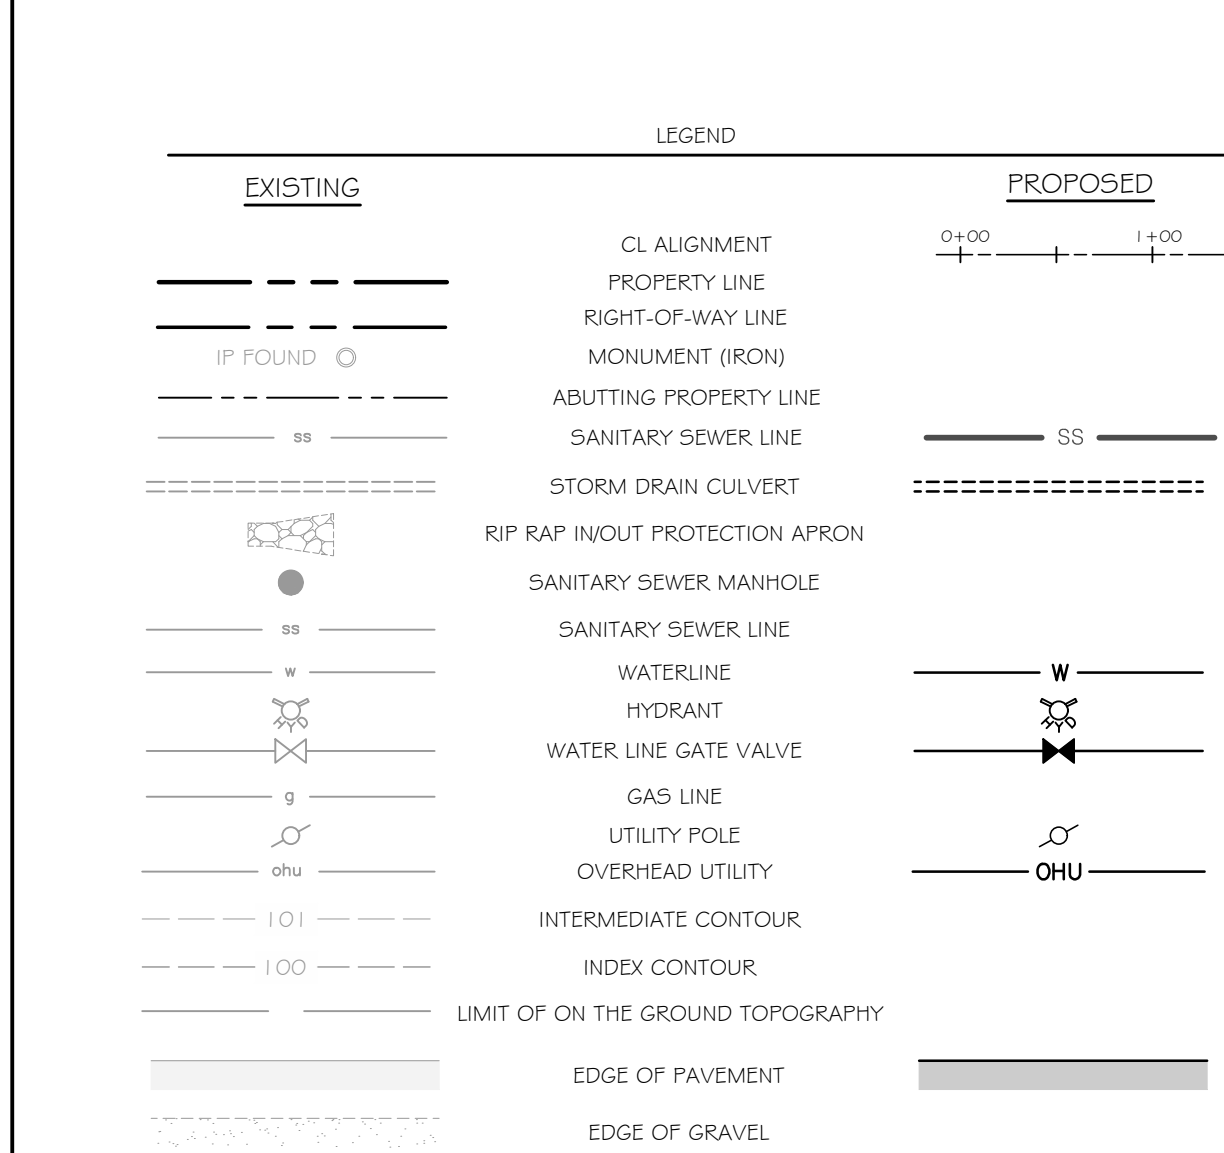 LEGEND
EXISTING
PROPOSED
CL ALIGNMENT 0+00 1+00
PROPERTY LINE
RIGHT-OF-WAY LINE
IP FOUND MONUMENT (IRON)
ABUTTING PROPERTY LINE
ss SANITARY SEWER LINE SS
STORM DRAIN CULVERT
RIP RAP IN/OUT PROTECTION APRON
SANITARY SEWER MANHOLE
ss SANITARY SEWER LINE
w WATERLINE W
HYD HYDRANT HYD
WATER LINE GATE VALVE
g GAS LINE
UTILITY POLE
ohu OVERHEAD UTILITY OHU
101 INTERMEDIATE CONTOUR
100 INDEX CONTOUR
LIMIT OF ON THE GROUND TOPOGRAPHY
EDGE OF PAVEMENT
EDGE OF GRAVEL